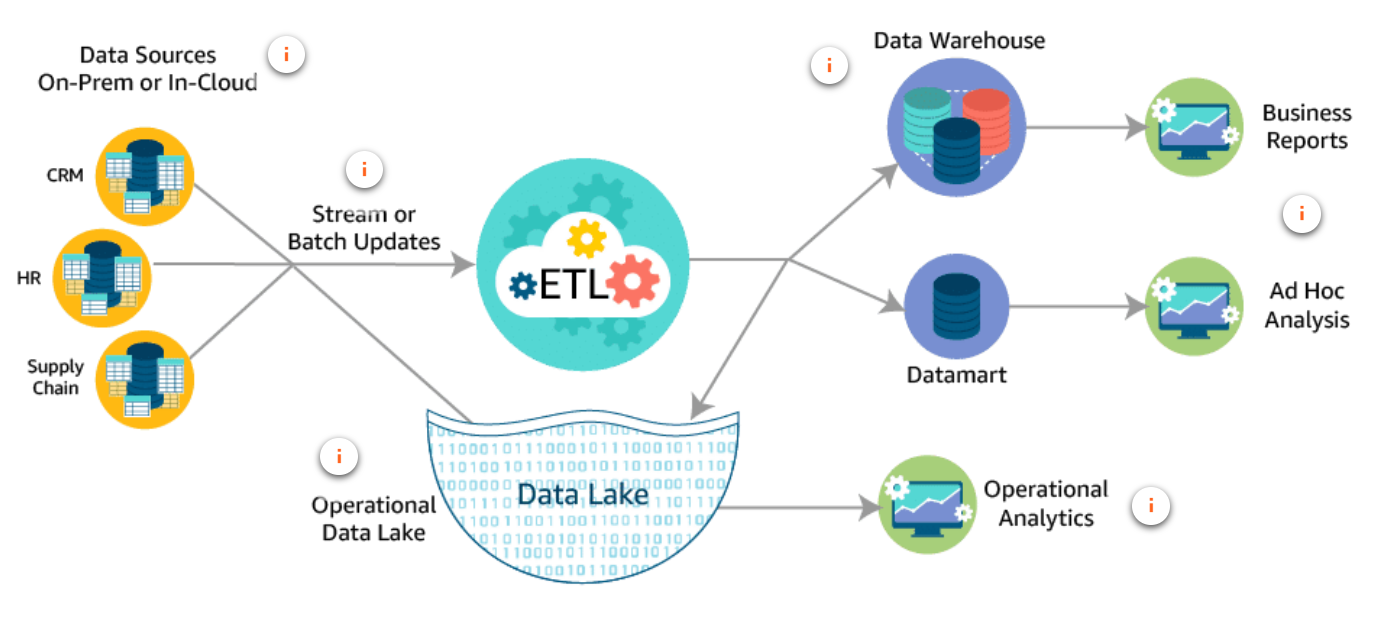 Data Sources
On-Prem or In-Cloud
i
CRM
HR
Supply
Chain
i
Stream or
Batch Updates
ETL
i
Data Warehouse
Business
Reports
i
Datamart
Ad Hoc
Analysis
i
Operational
Data Lake
Data Lake
Operational
Analytics
i